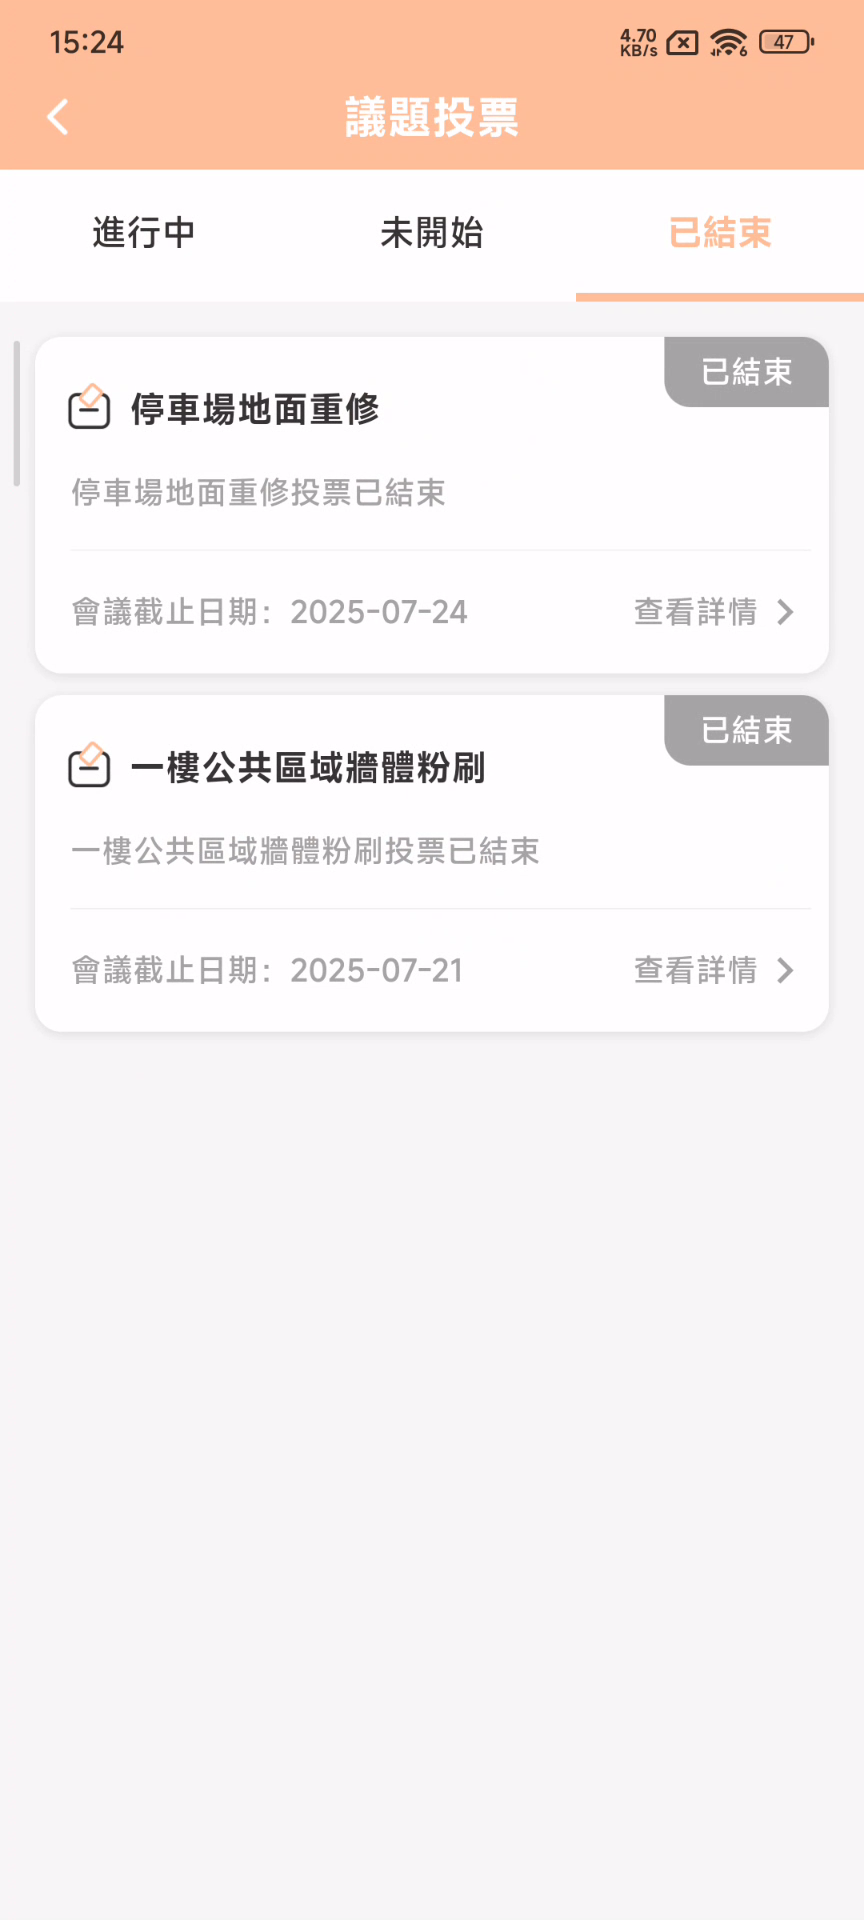 15:24
4.70
KB/s
6
47
議題投票
進行中 未開始 已結束
已結束
停車場地面重修
停車場地面重修投票已結束
會議截止日期：2025-07-24 查看詳情
已結束
一樓公共區域牆體粉刷
一樓公共區域牆體粉刷投票已結束
會議截止日期：2025-07-21 查看詳情